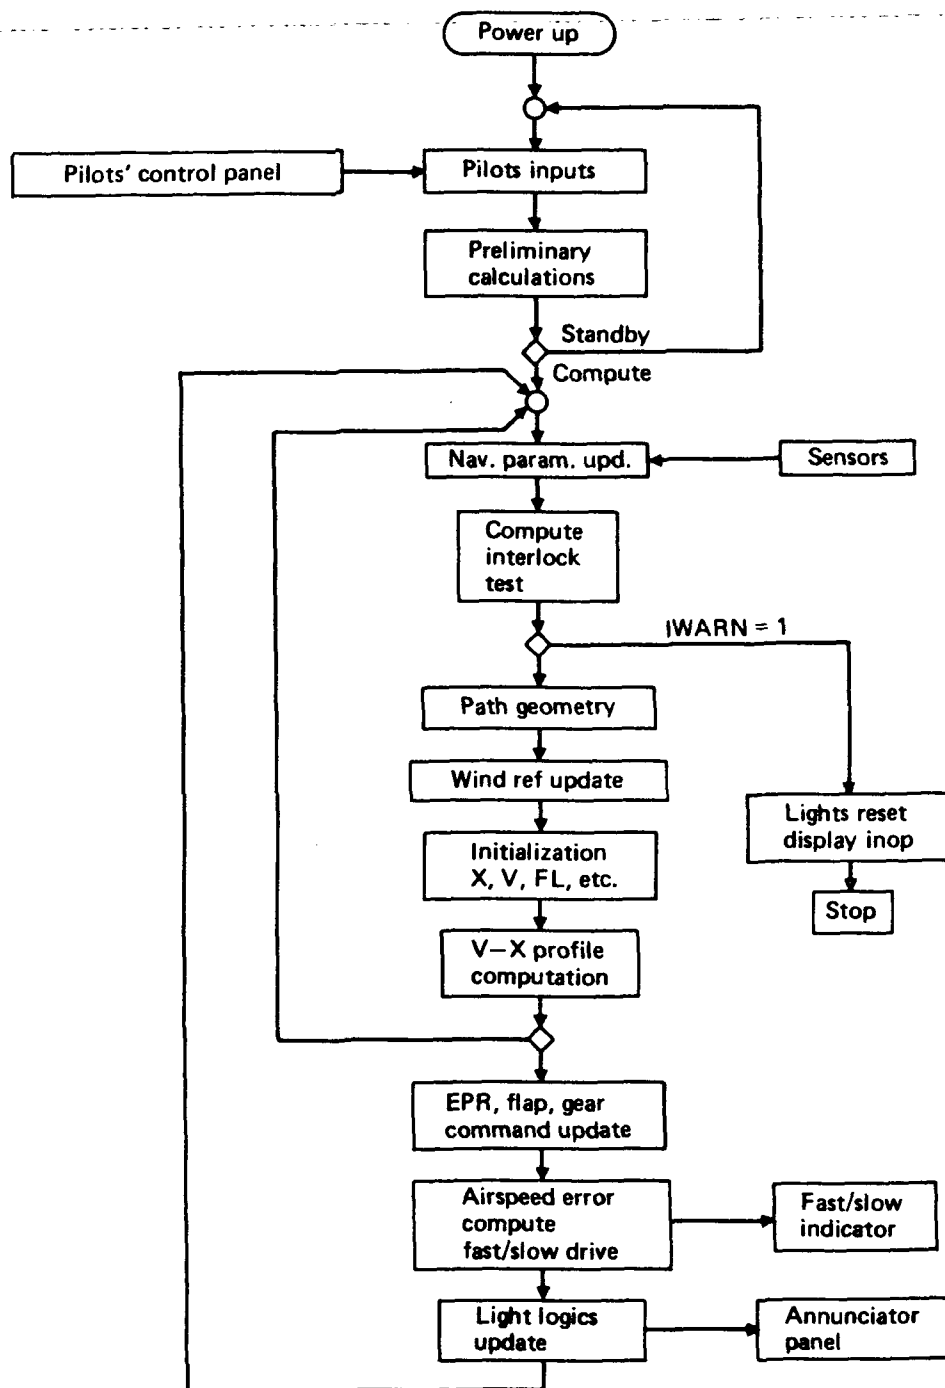 Power up
Pilots' control panel
Pilots inputs
Preliminary
calculations
Standby
Compute
Nav. param. upd.
Sensors
Compute
interlock
test
IWARN = 1
Path geometry
Wind ref update
Lights reset
display inop
Initialization
X, V, FL, etc.
Stop
V–X profile
computation
EPR, flap, gear
command update
Airspeed error
compute
fast/slow drive
Fast/slow
indicator
Light logics
update
Annunciator
panel